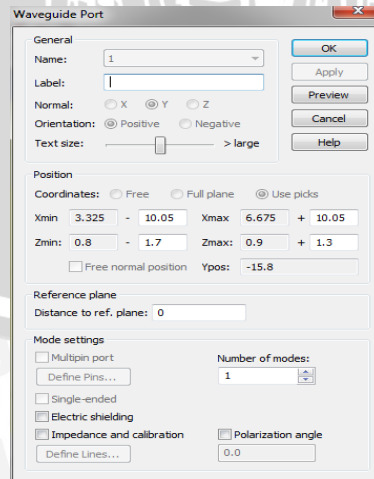 Waveguide Port
General
Name: 1
Label:
Normal: X Y Z
Orientation: Positive Negative
Text size: > large
OK
Apply
Preview
Cancel
Help
Position
Coordinates: Free Full plane Use picks
Xmin 3.325 - 10.05 Xmax 6.675 + 10.05
Zmin: 0.8 - 1.7 Zmax: 0.9 + 1.3
Free normal position Ypos: -15.8
Reference plane
Distance to ref. plane: 0
Mode settings
Multipin port Number of modes:
Define Pins... 1
Single-ended
Electric shielding
Impedance and calibration Polarization angle
Define Lines... 0.0